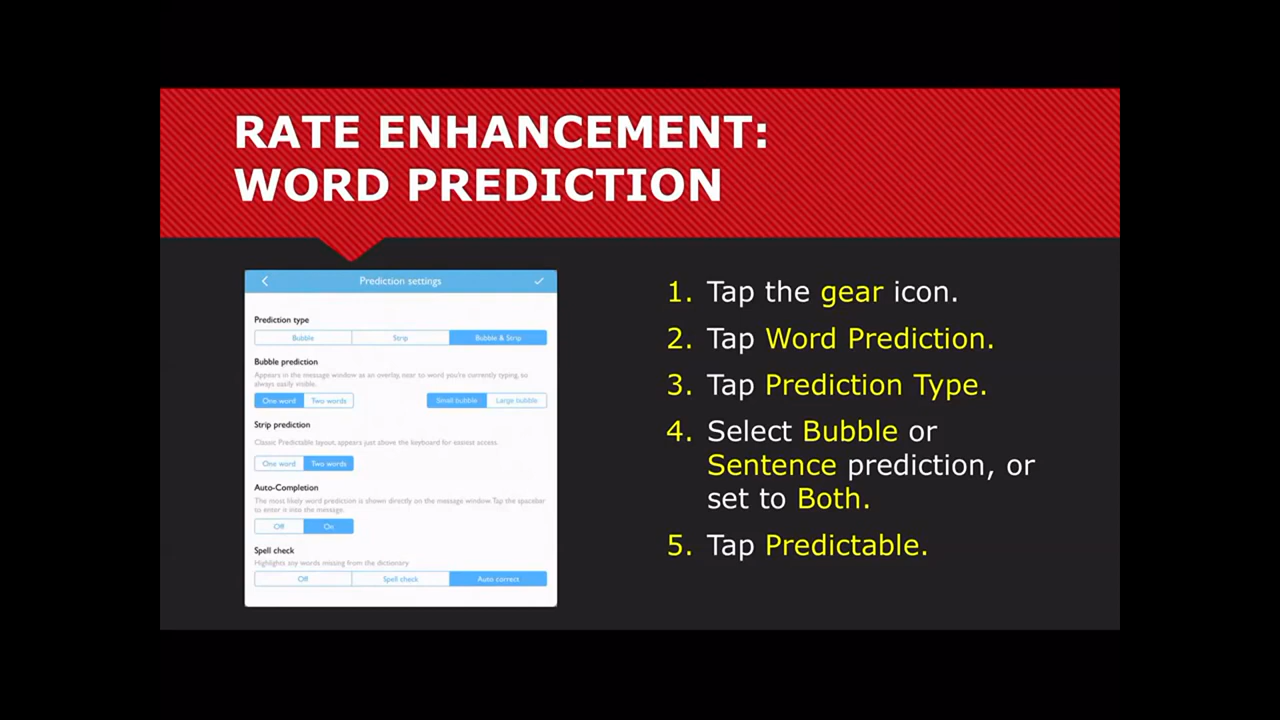 RATE ENHANCEMENT:
WORD PREDICTION
Prediction settings
Prediction type
Bubble Strip Bubble & Strip
Bubble prediction
Appears in the message window as an overlay near to word you're currently typing, so
always easily visible.
One word Two words Small bubble Large bubble
Strip prediction
Classic Predictable layout, appears just above the keyboard for easiest access.
One word Two words
Auto-Completion
The most likely word prediction is shown directly on the message window. Tap the spacebar
to enter it into the message.
Off On
Spell check
Highlights any words missing from the dictionary
Off Spell check Auto correct
1. Tap the gear icon.
2. Tap Word Prediction.
3. Tap Prediction Type.
4. Select Bubble or
Sentence prediction, or
set to Both.
5. Tap Predictable.